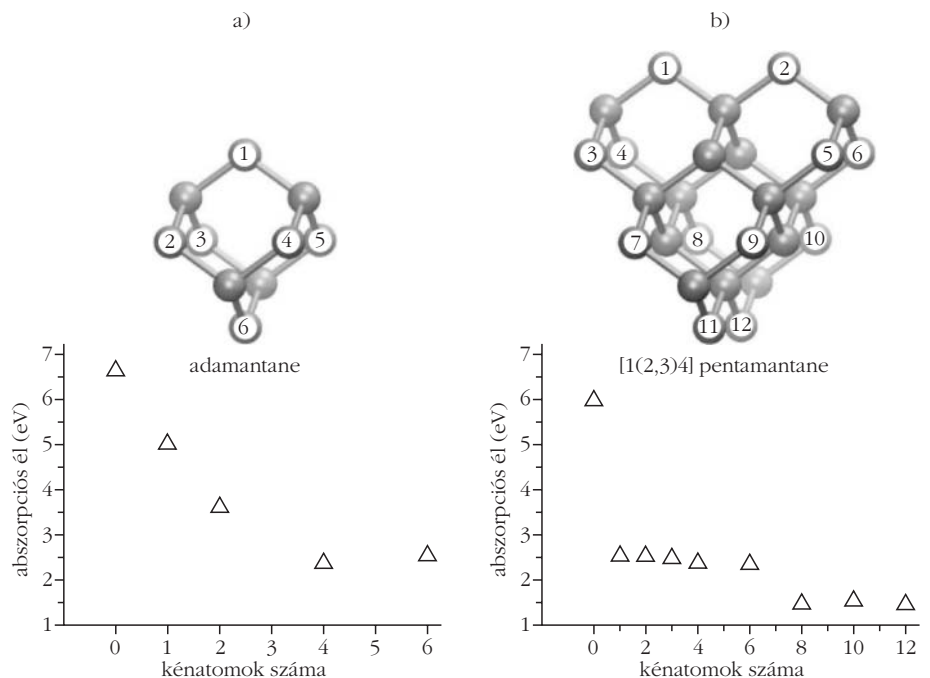 a)
1
2 3 4 5
6
adamantane
abszorpciós él (eV)
7
6
5
4
3
2
1
0 1 2 3 4 5 6
kénatomok száma
b)
1 2
3 4 5 6
7 8 9 10
11 12
[1(2,3)4] pentamantane
abszorpciós él (eV)
7
6
5
4
3
2
1
0 2 4 6 8 10 12
kénatomok száma